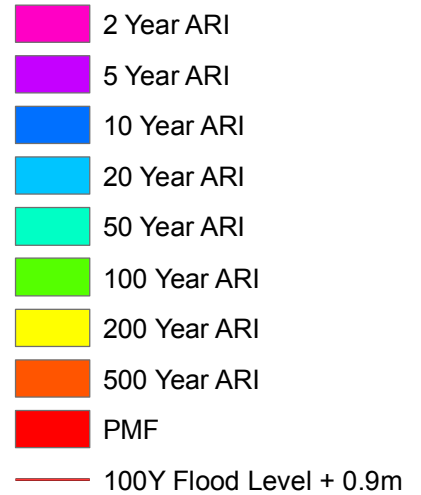 2 Year ARI
5 Year ARI
10 Year ARI
20 Year ARI
50 Year ARI
100 Year ARI
200 Year ARI
500 Year ARI
PMF
100Y Flood Level + 0.9m